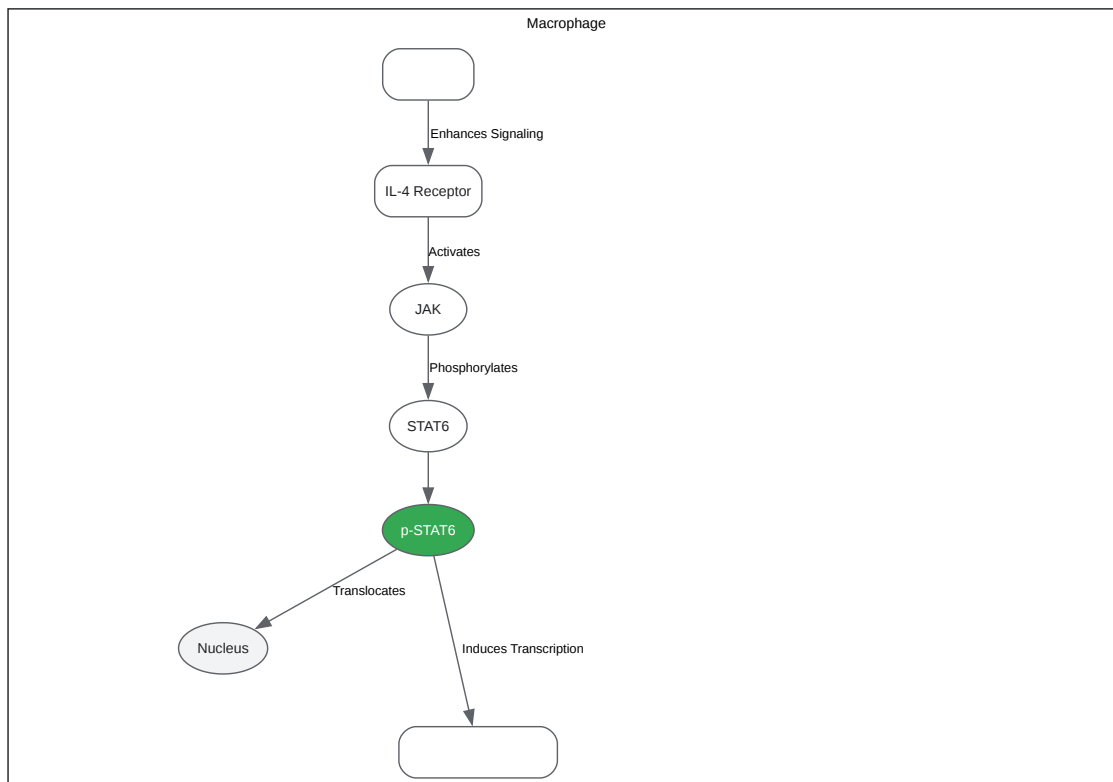 Macrophage
Enhances Signaling
IL-4 Receptor
Activates
JAK
Phosphorylates
STAT6
p-STAT6
Translocates
Nucleus
Induces Transcription